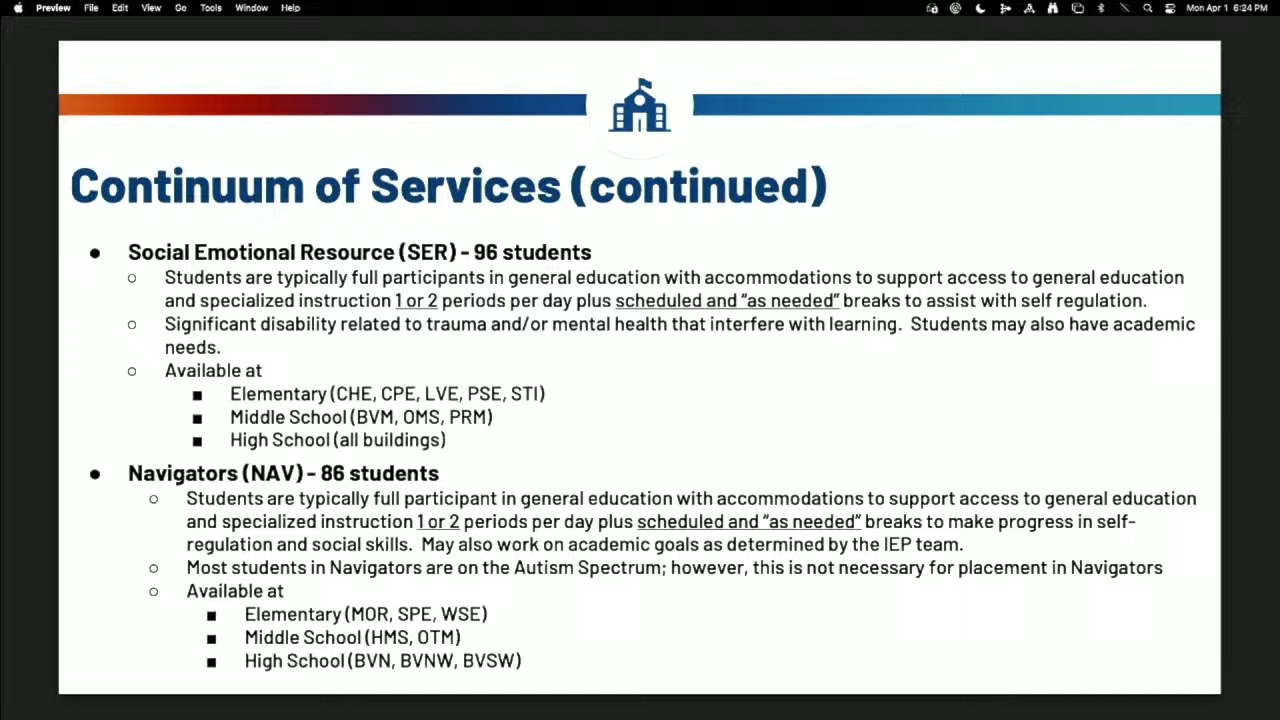 Preview File Edit View Go Tools Window Help Mon Apr 1 6:24 PM
Continuum of Services (continued)
● Social Emotional Resource (SER) - 96 students
○ Students are typically full participants in general education with accommodations to support access to general education
and specialized instruction 1 or 2 periods per day plus scheduled and “as needed” breaks to assist with self regulation.
○ Significant disability related to trauma and/or mental health that interfere with learning. Students may also have academic
needs.
○ Available at
■ Elementary (CHE, CPE, LVE, PSE, STI)
■ Middle School (BVM, OMS, PRM)
■ High School (all buildings)
● Navigators (NAV) - 86 students
○ Students are typically full participant in general education with accommodations to support access to general education
and specialized instruction 1 or 2 periods per day plus scheduled and “as needed” breaks to make progress in self-
regulation and social skills. May also work on academic goals as determined by the IEP team.
○ Most students in Navigators are on the Autism Spectrum; however, this is not necessary for placement in Navigators
○ Available at
■ Elementary (MOR, SPE, WSE)
■ Middle School (HMS, OTM)
■ High School (BVN, BVNW, BVSW)